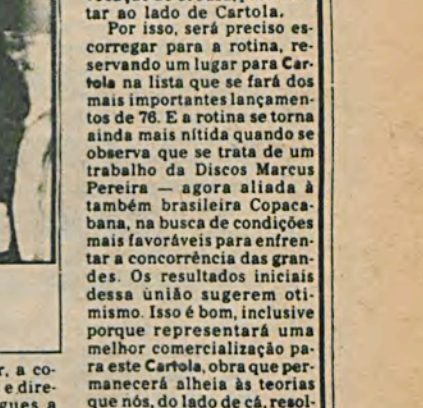 tar ao lado de Cartola.
Por isso, será preciso es-
corregar para a rotina, re-
servando um lugar para Car-
tola na lista que se fará dos
mais importantes lançamen-
tos de 76. E a rotina se torna
ainda mais nítida quando se
observa que se trata de um
trabalho da Discos Marcus
Pereira — agora aliada à
também brasileira Copaca-
bana, na busca de condições
mais favoráveis para enfren-
tar a concorrência das gran-
des. Os resultados iniciais
dessa união sugerem oti-
mismo. Isso é bom, inclusive
porque representará uma
melhor comercialização pa-
ra este Cartola, obra que per-
manecerá alheia às teorias
que nós, do lado de cá, resol-
r, a co-
e dire-
gues a